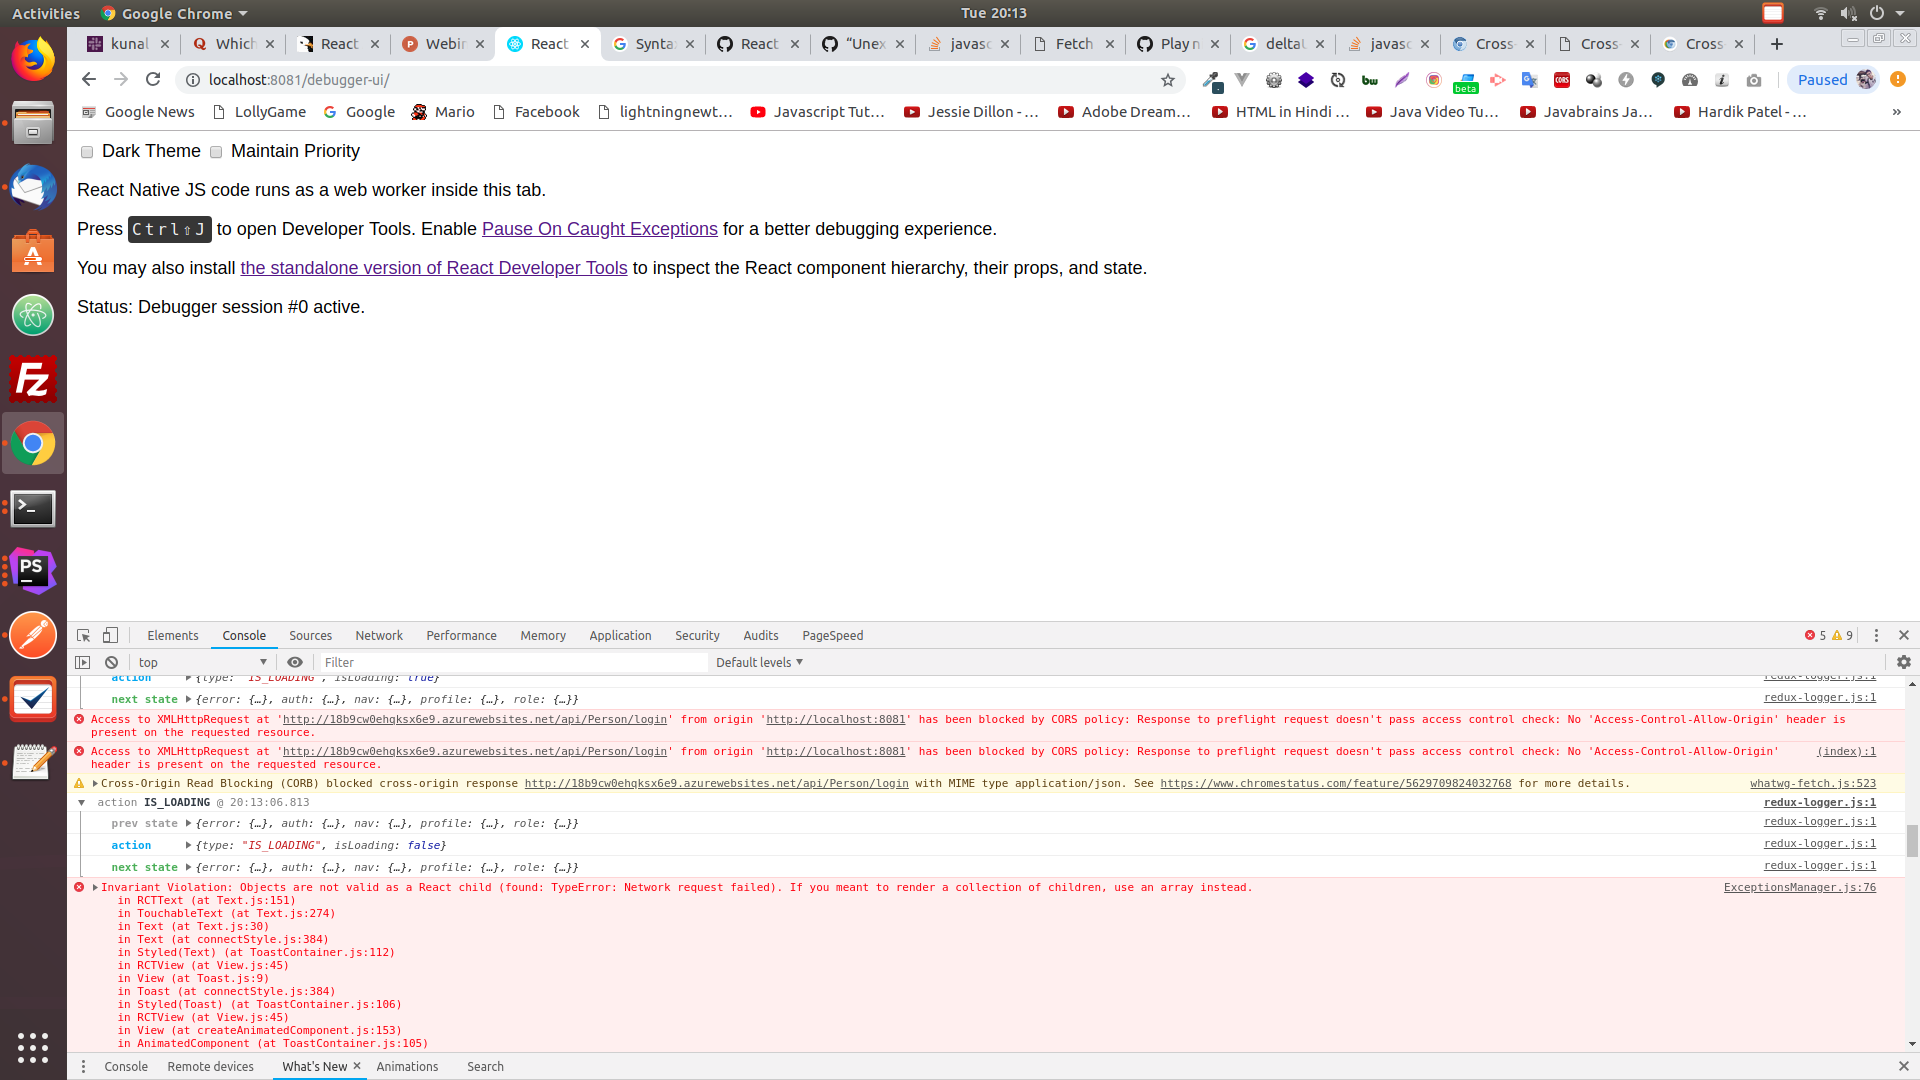 Activities Google Chrome Tue 20:13
kunal Which React Webin React Synta React "Unex javasc Fetch Play n deltaU javasc Cross- Cross- Cross-
localhost:8081/debugger-ui/ beta Paused
Google News LollyGame Google Mario Facebook lightningnewt... Javascript Tut... Jessie Dillon - ... Adobe Dream... HTML in Hindi ... Java Video Tu... Javabrains Ja... Hardik Patel - ... »
Dark Theme Maintain Priority
React Native JS code runs as a web worker inside this tab.
Press Ctrl⇧J to open Developer Tools. Enable Pause On Caught Exceptions for a better debugging experience.
You may also install the standalone version of React Developer Tools to inspect the React component hierarchy, their props, and state.
Status: Debugger session #0 active.
Elements Console Sources Network Performance Memory Application Security Audits PageSpeed 5 9
top Filter Default levels
action {type: "IS_LOADING", isLoading: true} redux-logger.js:1
next state {error: {…}, auth: {…}, nav: {…}, profile: {…}, role: {…}} redux-logger.js:1
Access to XMLHttpRequest at 'http://18b9cw0ehqksx6e9.azurewebsites.net/api/Person/login' from origin 'http://localhost:8081' has been blocked by CORS policy: Response to preflight request doesn't pass access control check: No 'Access-Control-Allow-Origin' header is
present on the requested resource.
Access to XMLHttpRequest at 'http://18b9cw0ehqksx6e9.azurewebsites.net/api/Person/login' from origin 'http://localhost:8081' has been blocked by CORS policy: Response to preflight request doesn't pass access control check: No 'Access-Control-Allow-Origin' (index):1
header is present on the requested resource.
Cross-Origin Read Blocking (CORB) blocked cross-origin response http://18b9cw0ehqksx6e9.azurewebsites.net/api/Person/login with MIME type application/json. See https://www.chromestatus.com/feature/5629709824032768 for more details. whatwg-fetch.js:523
action IS_LOADING @ 20:13:06.813 redux-logger.js:1
prev state {error: {…}, auth: {…}, nav: {…}, profile: {…}, role: {…}} redux-logger.js:1
action {type: "IS_LOADING", isLoading: false} redux-logger.js:1
next state {error: {…}, auth: {…}, nav: {…}, profile: {…}, role: {…}} redux-logger.js:1
Invariant Violation: Objects are not valid as a React child (found: TypeError: Network request failed). If you meant to render a collection of children, use an array instead. ExceptionsManager.js:76
in RCTText (at Text.js:151)
in TouchableText (at Text.js:274)
in Text (at Text.js:30)
in Text (at connectStyle.js:384)
in Styled(Text) (at ToastContainer.js:112)
in RCTView (at View.js:45)
in View (at Toast.js:9)
in Toast (at connectStyle.js:384)
in Styled(Toast) (at ToastContainer.js:106)
in RCTView (at View.js:45)
in View (at createAnimatedComponent.js:153)
in AnimatedComponent (at ToastContainer.js:105)
Console Remote devices What's New Animations Search